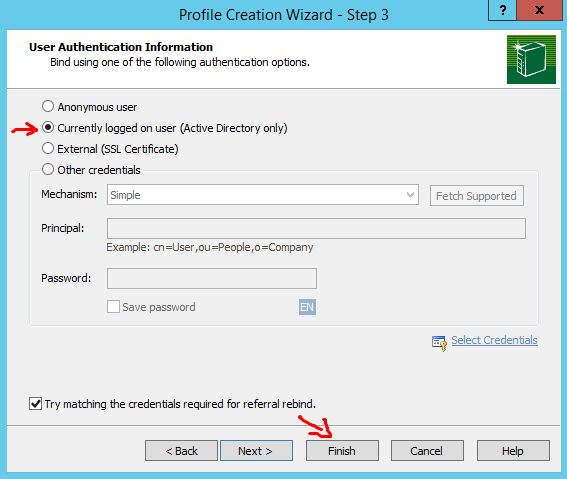 Profile Creation Wizard - Step 3
? x
User Authentication Information
Bind using one of the following authentication options.
Anonymous user
Currently logged on user (Active Directory only)
External (SSL Certificate)
Other credentials
Mechanism: Simple Fetch Supported
Principal:
Example: cn=User,ou=People,o=Company
Password:
Save password EN
Select Credentials
Try matching the credentials required for referral rebind.
< Back Next > Finish Cancel Help